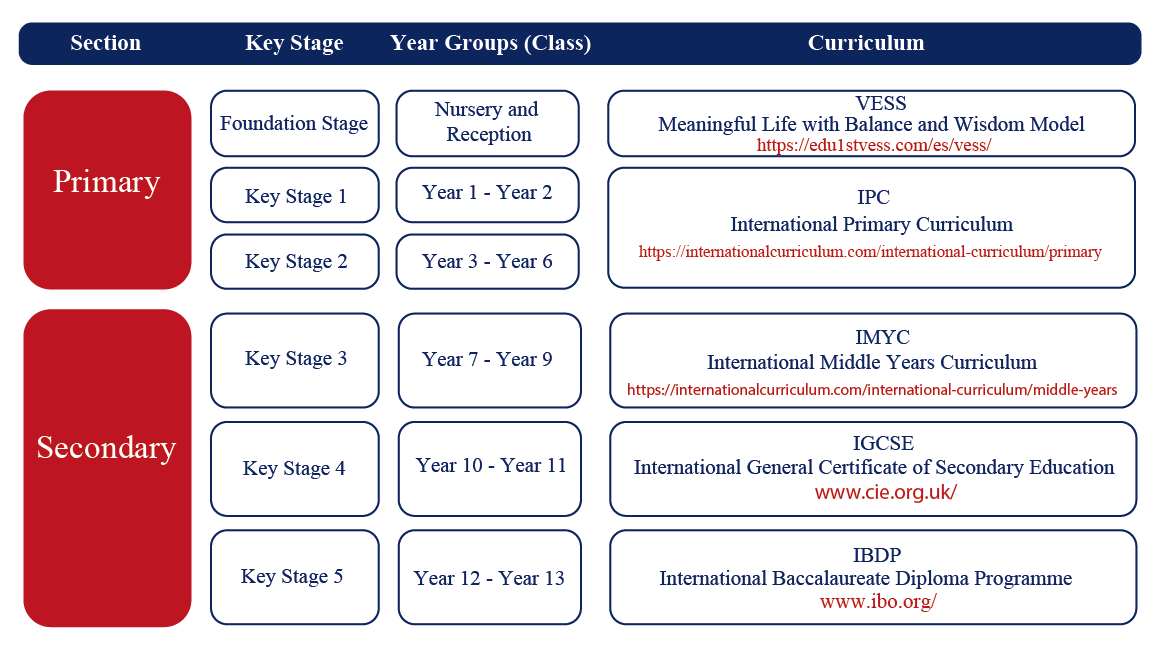 Section Key Stage Year Groups (Class) Curriculum
Primary
Foundation Stage
Nursery and
Reception
VESS
Meaningful Life with Balance and Wisdom Model
https://edu1stvess.com/es/vess/
Key Stage 1
Year 1 - Year 2
Key Stage 2
Year 3 - Year 6
IPC
International Primary Curriculum
https://internationalcurriculum.com/international-curriculum/primary
Secondary
Key Stage 3
Year 7 - Year 9
IMYC
International Middle Years Curriculum
https://internationalcurriculum.com/international-curriculum/middle-years
Key Stage 4
Year 10 - Year 11
IGCSE
International General Certificate of Secondary Education
www.cie.org.uk/
Key Stage 5
Year 12 - Year 13
IBDP
International Baccalaureate Diploma Programme
www.ibo.org/